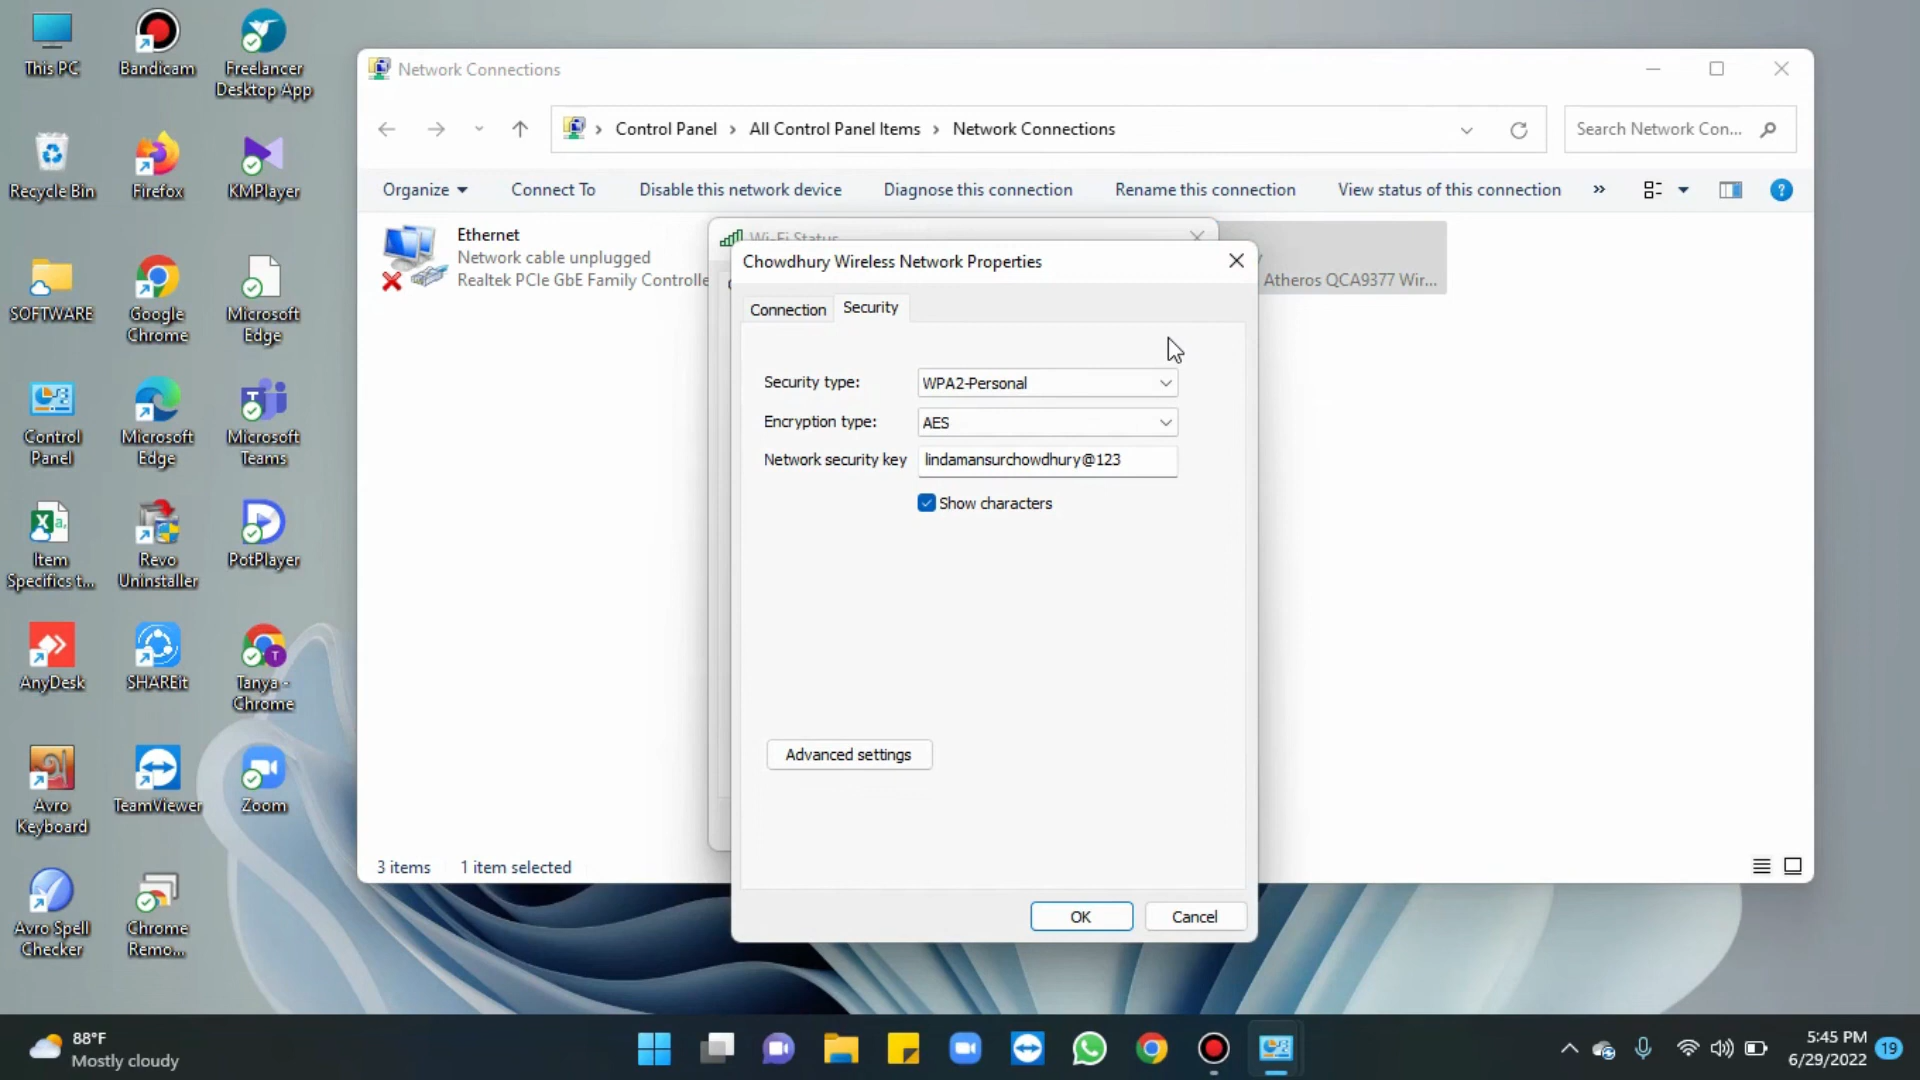 This PC
Bandicam
Freelancer
Desktop App
Recycle Bin
Firefox
KMPlayer
SOFTWARE
Google
Chrome
Microsoft
Edge
Control
Panel
Microsoft
Edge
Microsoft
Teams
Item
Specifics t...
Revo
Uninstaller
PotPlayer
AnyDesk
SHAREit
Tanya -
Chrome
Avro
Keyboard
TeamViewer
Zoom
Avro Spell
Checker
Chrome
Remo...
Network Connections
Control Panel > All Control Panel Items > Network Connections
Search Network Con...
Organize
Connect To
Disable this network device
Diagnose this connection
Rename this connection
View status of this connection
»
Ethernet
Network cable unplugged
Realtek PCIe GbE Family Controlle
Wi-Fi Status
Atheros QCA9377 Wir...
Chowdhury Wireless Network Properties
Connection
Security
Security type:
WPA2-Personal
Encryption type:
AES
Network security key
lindamansurchowdhury@123
Show characters
Advanced settings
OK
Cancel
3 items
1 item selected
88°F
Mostly cloudy
5:45 PM
6/29/2022
19